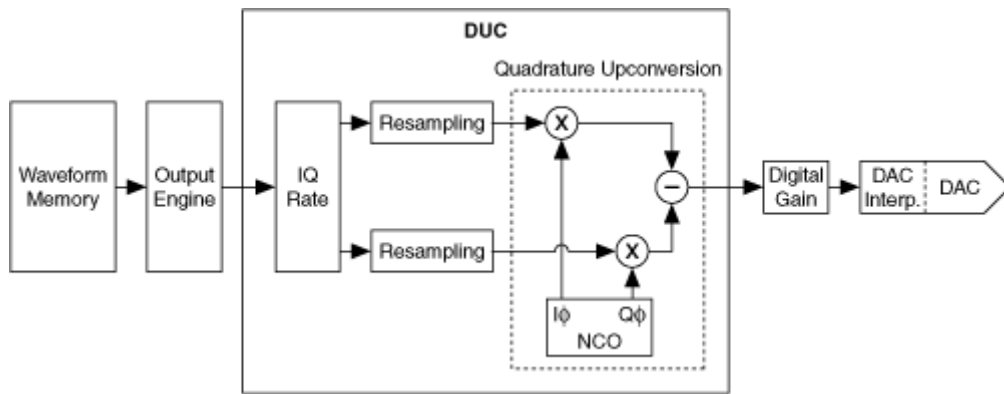 DUC
Quadrature Upconversion
Waveform
Memory
Output
Engine
IQ
Rate
Resampling
Resampling
X
X
−
Iϕ
Qϕ
NCO
Digital
Gain
DAC
Interp.
DAC